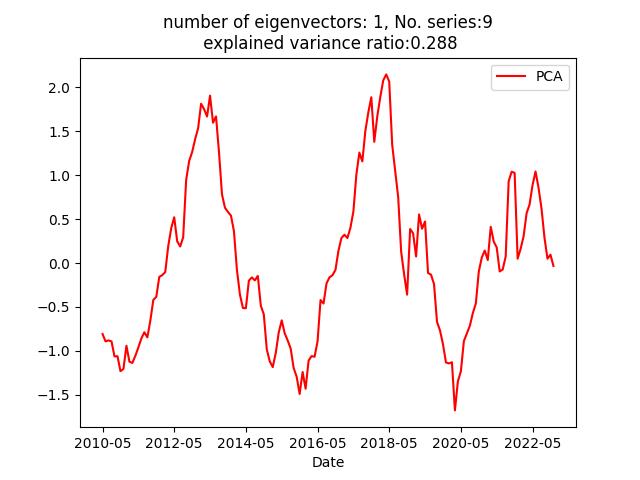 number of eigenvectors: 1, No. series:9
explained variance ratio:0.288
PCA
2.0
1.5
1.0
0.5
0.0
−0.5
−1.0
−1.5
2010-05 2012-05 2014-05 2016-05 2018-05 2020-05 2022-05
Date